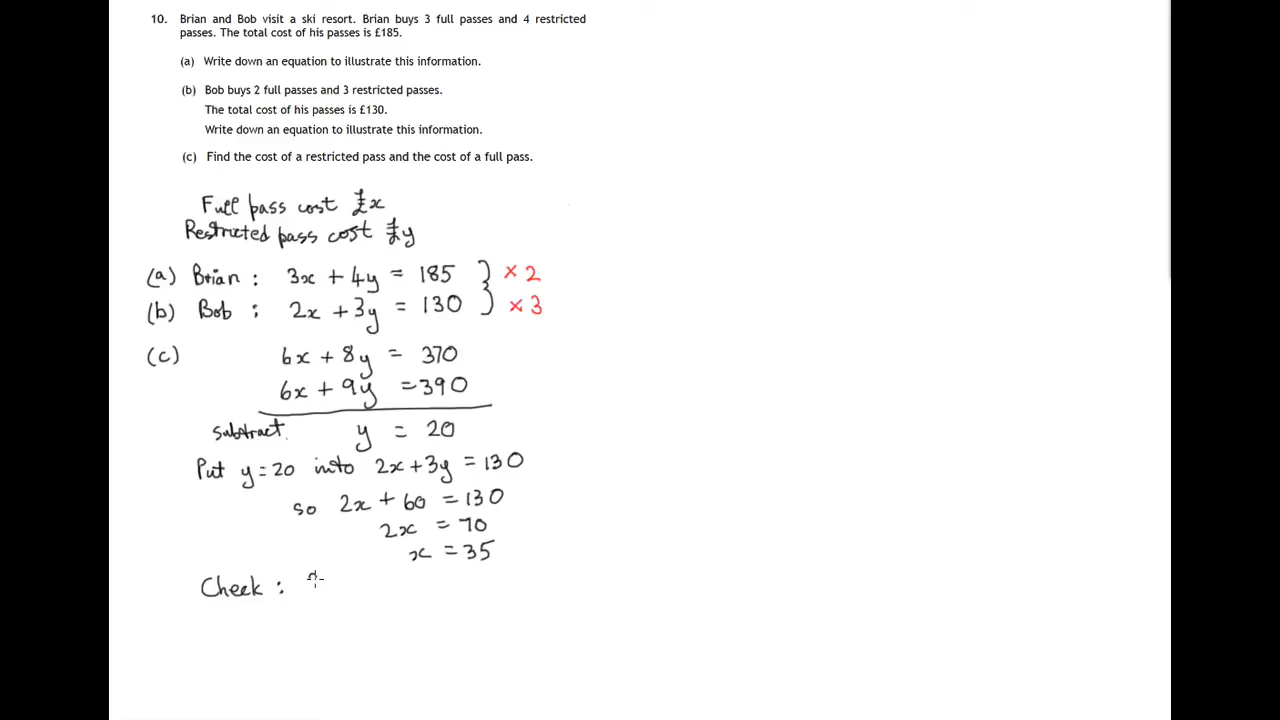 10. Brian and Bob visit a ski resort. Brian buys 3 full passes and 4 restricted
passes. The total cost of his passes is £185.
(a) Write down an equation to illustrate this information.
(b) Bob buys 2 full passes and 3 restricted passes.
The total cost of his passes is £130.
Write down an equation to illustrate this information.
(c) Find the cost of a restricted pass and the cost of a full pass.
Full pass cost £x
Restricted pass cost £y
(a) Brian : 3x + 4y = 185 } × 2
(b) Bob : 2x + 3y = 130 } × 3
(c) 6x + 8y = 370
6x + 9y = 390
subtract. y = 20
Put y = 20 into 2x + 3y = 130
so 2x + 60 = 130
2x = 70
x = 35
Check :